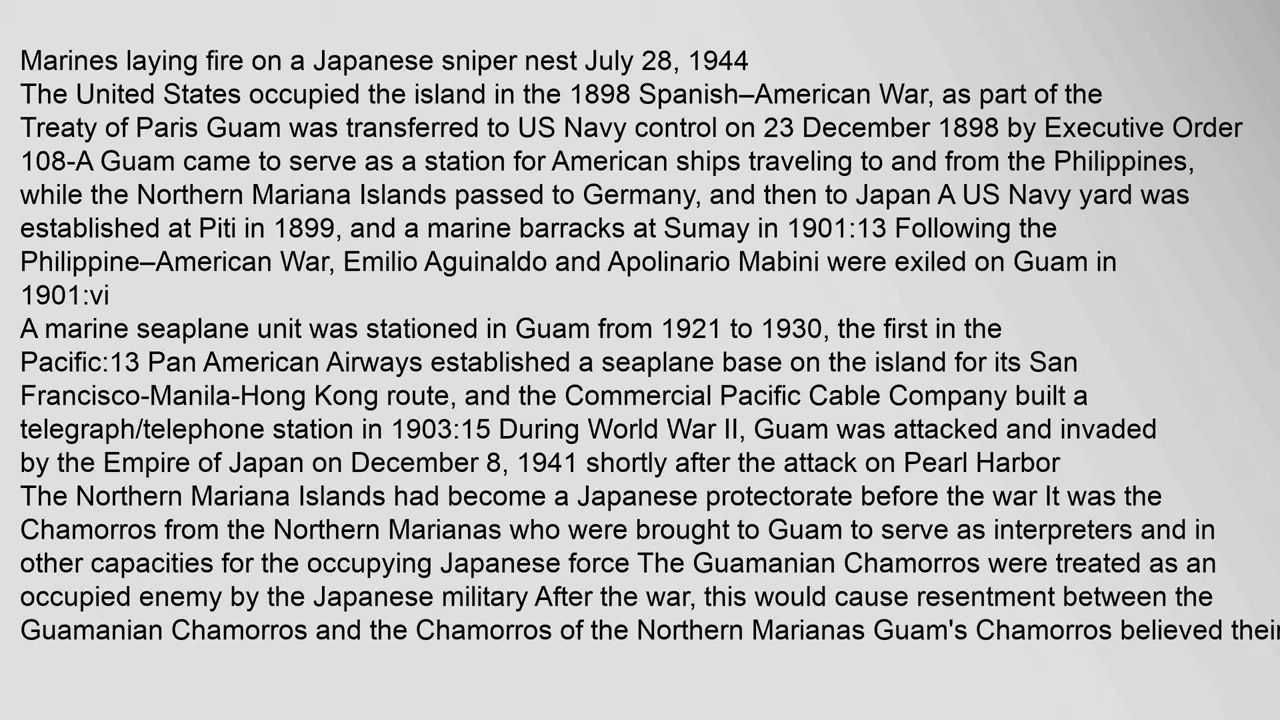 Marines laying fire on a Japanese sniper nest July 28, 1944
The United States occupied the island in the 1898 Spanish–American War, as part of the
Treaty of Paris Guam was transferred to US Navy control on 23 December 1898 by Executive Order
108-A Guam came to serve as a station for American ships traveling to and from the Philippines,
while the Northern Mariana Islands passed to Germany, and then to Japan A US Navy yard was
established at Piti in 1899, and a marine barracks at Sumay in 1901:13 Following the
Philippine–American War, Emilio Aguinaldo and Apolinario Mabini were exiled on Guam in
1901:vi
A marine seaplane unit was stationed in Guam from 1921 to 1930, the first in the
Pacific:13 Pan American Airways established a seaplane base on the island for its San
Francisco-Manila-Hong Kong route, and the Commercial Pacific Cable Company built a
telegraph/telephone station in 1903:15 During World War II, Guam was attacked and invaded
by the Empire of Japan on December 8, 1941 shortly after the attack on Pearl Harbor
The Northern Mariana Islands had become a Japanese protectorate before the war It was the
Chamorros from the Northern Marianas who were brought to Guam to serve as interpreters and in
other capacities for the occupying Japanese force The Guamanian Chamorros were treated as an
occupied enemy by the Japanese military After the war, this would cause resentment between the
Guamanian Chamorros and the Chamorros of the Northern Marianas Guam's Chamorros believed their